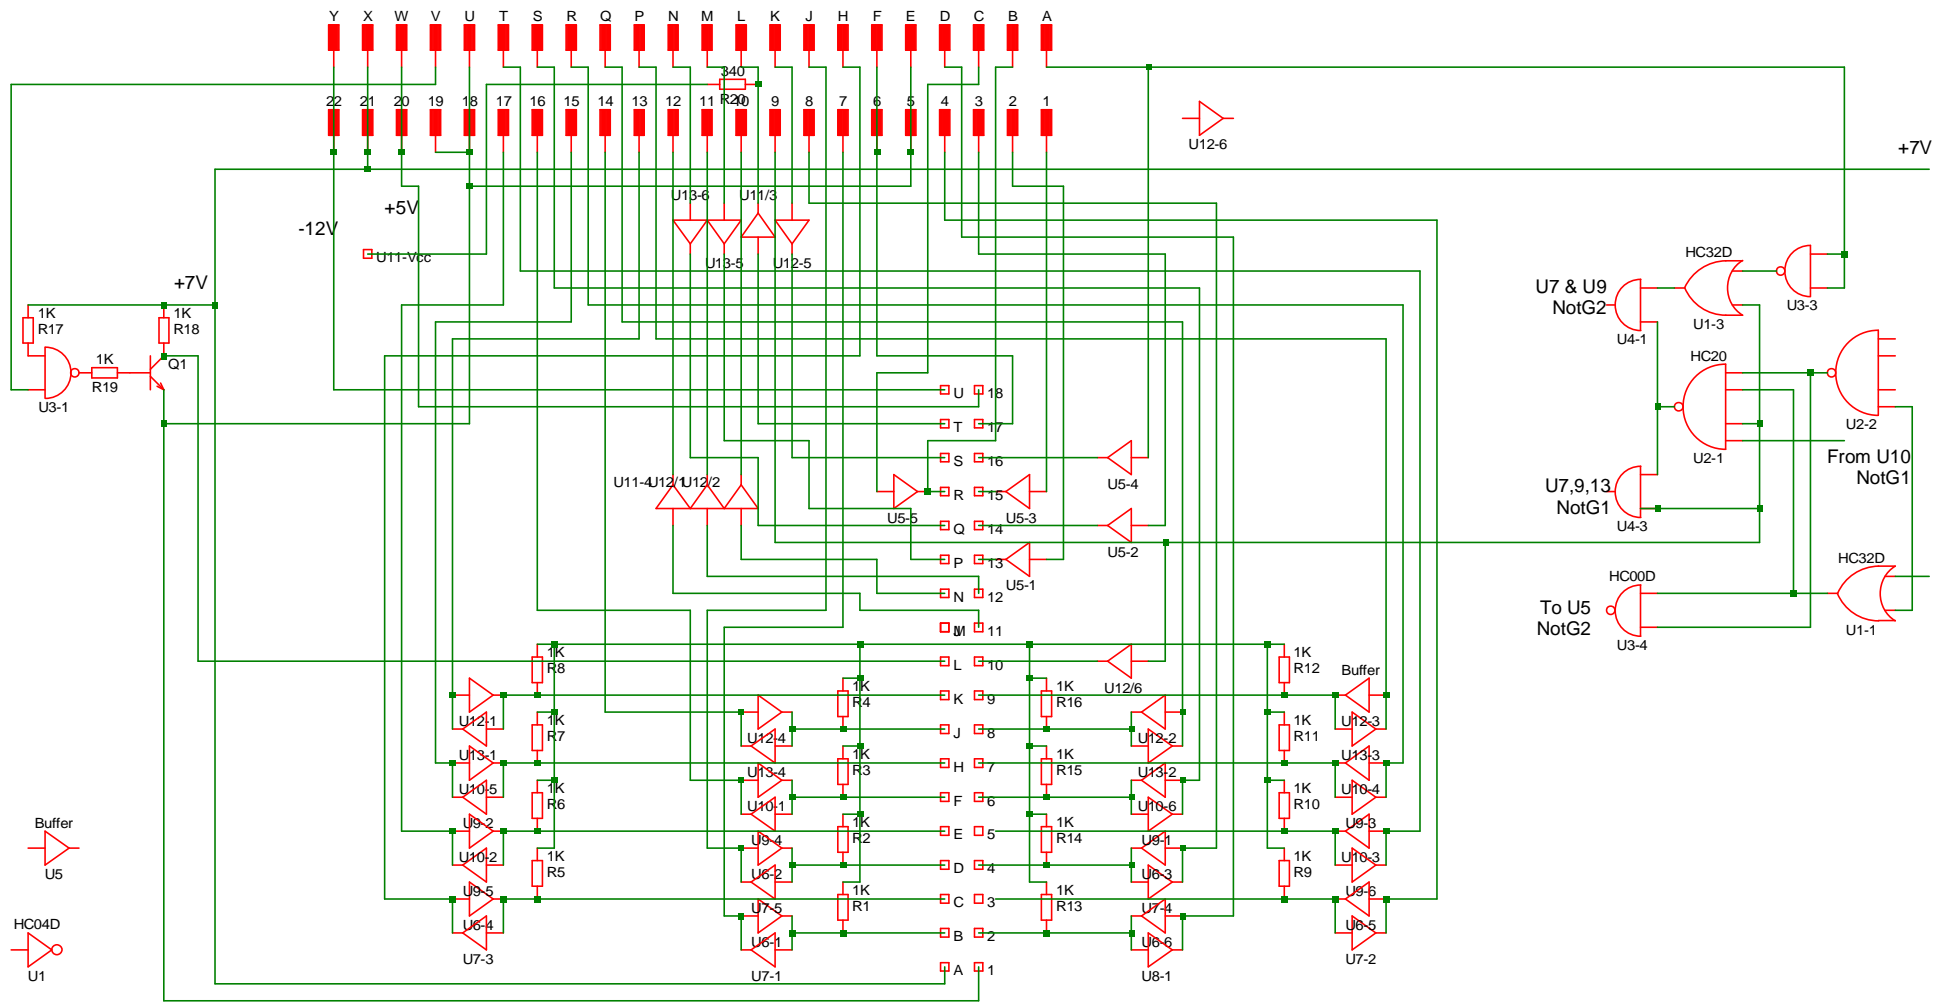 Y X W V U T S R Q P N M L K J H F E D C B A
340
R20
22 21 20 19 18 17 16 15 14 13 12 11 10 9 8 7 6 5 4 3 2 1
U12-6
+7V
U13-6 U11/3
+5V
-12V
U11-Vcc
U13-5 U12-5
+7V
1K
R17
1K
R18
1K
R19
Q1
U3-1
HC32D
U7 & U9
NotG2
U4-1
U1-3
U3-3
HC20
U2-1
U2-2
From U10
NotG1
U7,9,13
NotG1
U4-3
HC00D
HC32D
To U5
NotG2
U3-4
U1-1
U 18
T 17
S 16
U5-4
U11-4 U12/1 U12/2
R 15
U5-5 U5-3
Q 14
U5-2
P 13
U5-1
N 12
M 11
L 10
U12/6
K 9
J 8
H 7
F 6
E 5
D 4
C 3
B 2
A 1
1K
R8
1K
R12
Buffer
1K
R4
1K
R16
U12-1
U12-4
U12-2
U12-3
1K
R7
1K
R11
U13-1
1K
R3
1K
R15
U13-3
U13-4
U13-2
U10-5
1K
R6
1K
R10
U10-4
U10-1
U10-6
U9-2
1K
R2
1K
R14
U9-3
U9-4
U9-1
U10-2
1K
R5
1K
R9
U10-3
U6-2
U6-3
U9-5
1K
R1
1K
R13
U9-6
U7-5
U7-4
U6-4
U6-5
U6-1
U6-6
U7-3
U7-1
U8-1
U7-2
Buffer
U5
HC04D
U1